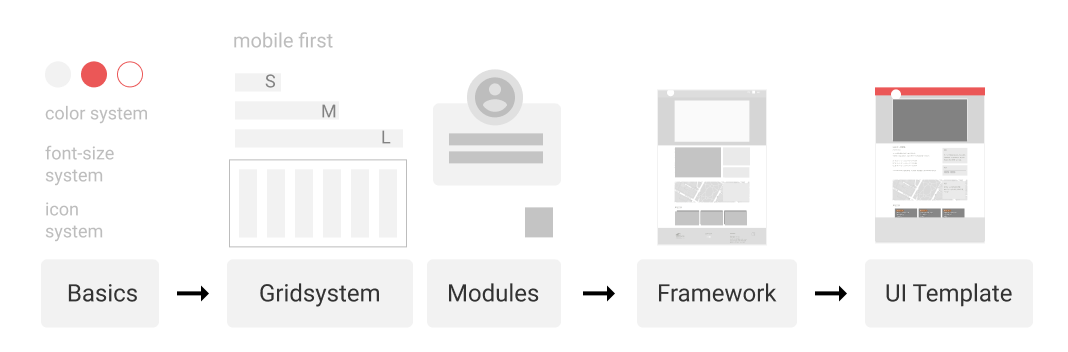 mobile first
S
M
L
color system
font-size
system
icon
system
Basics
Gridsystem
Modules
Framework
UI Template